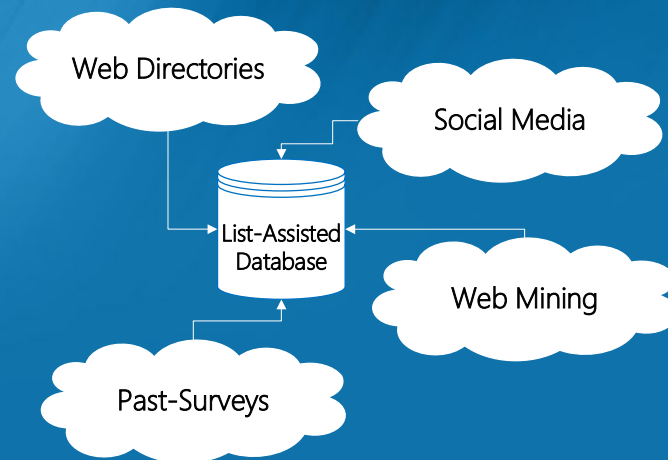 Web Directories
Social Media
List-Assisted
Database
Web Mining
Past-Surveys